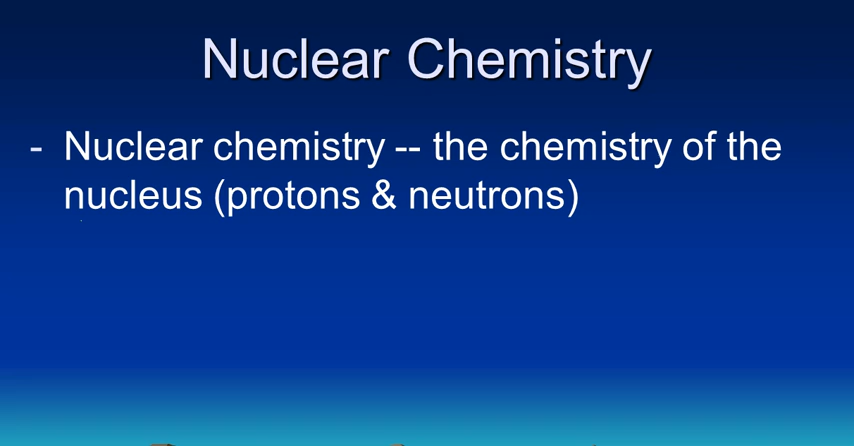 Nuclear Chemistry
- Nuclear chemistry -- the chemistry of the
nucleus (protons & neutrons)